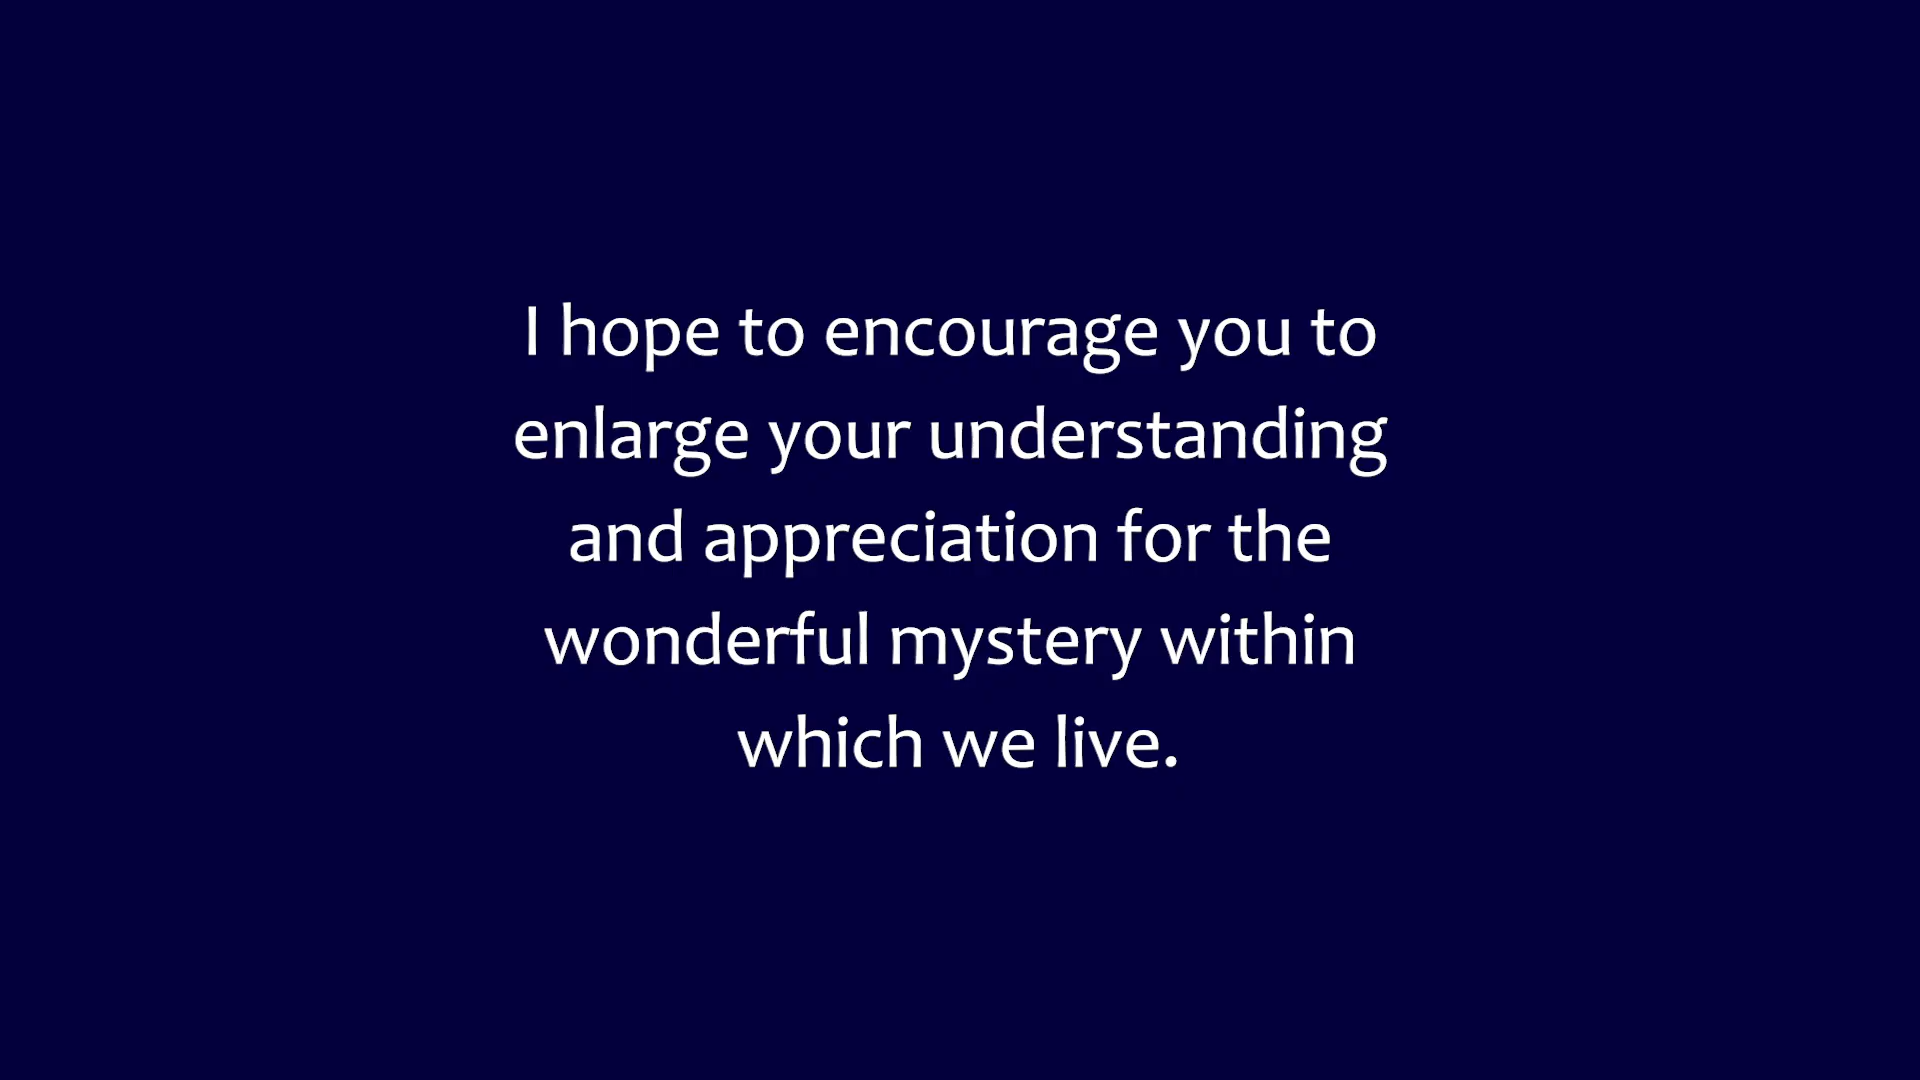 I hope to encourage you to
enlarge your understanding
and appreciation for the
wonderful mystery within
which we live.